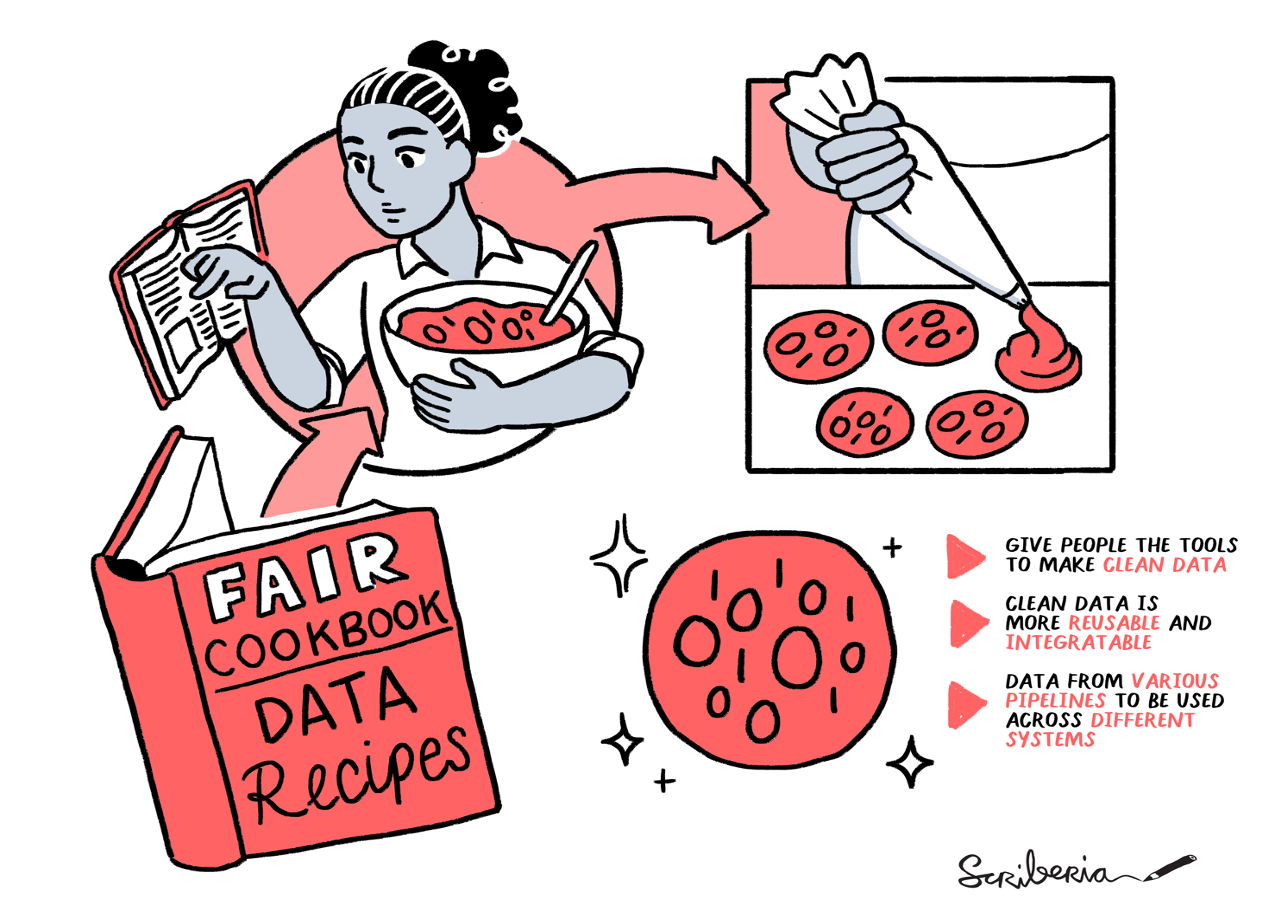 FAIR
COOKBOOK
DATA
Recipes
GIVE PEOPLE THE TOOLS
TO MAKE CLEAN DATA
CLEAN DATA IS
MORE REUSABLE AND
INTEGRATABLE
DATA FROM VARIOUS
PIPELINES TO BE USED
ACROSS DIFFERENT
SYSTEMS
Scriberia